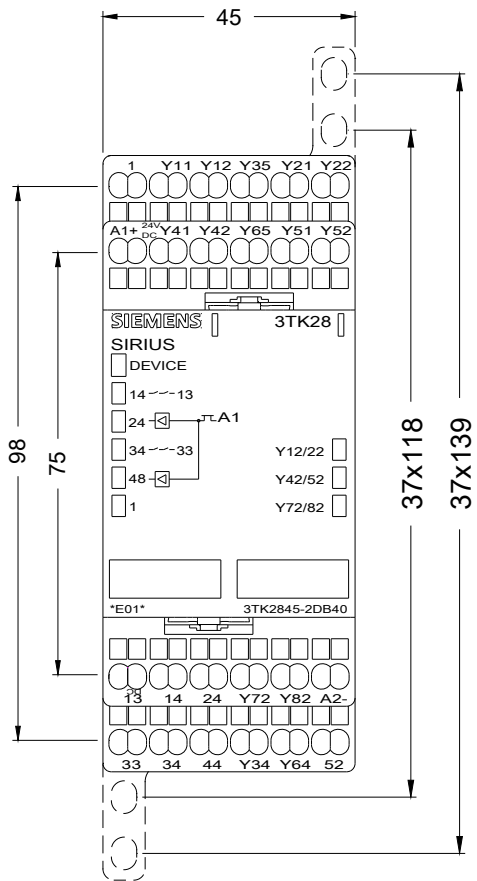 45
1 Y11 Y12 Y35 Y21 Y22
A1+ 24V DC Y41 Y42 Y65 Y51 Y52
SIEMENS 3TK28
SIRIUS
DEVICE
14 13
24 A1
34 33 Y12/22
48 Y42/52
1 Y72/82
*E01* 3TK2845-2DB40
DC
13 14 24 Y72 Y82 A2-
33 34 44 Y34 Y64 52
98
75
37x118
37x139